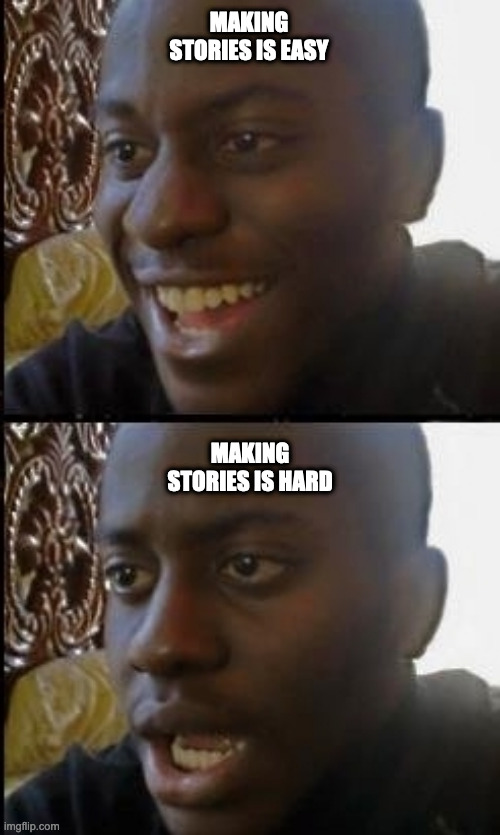 MAKING
STORIES IS EASY
MAKING
STORIES IS HARD
imgflip.com